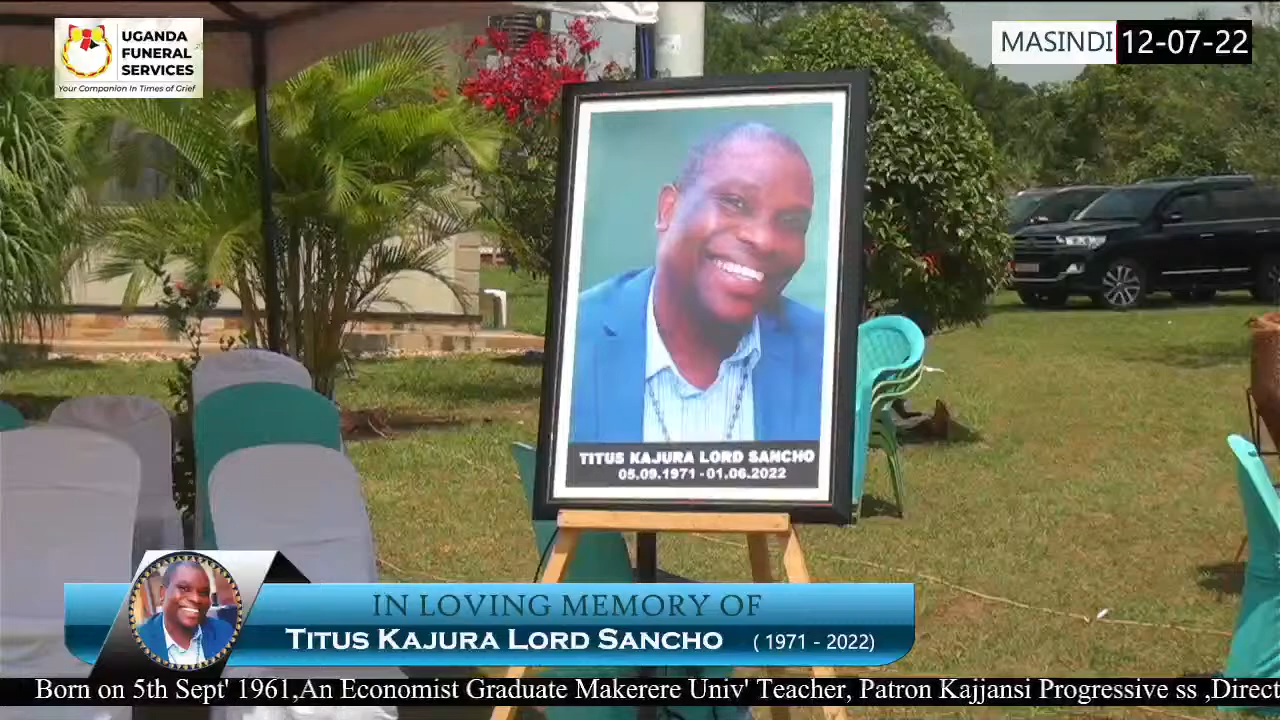 UGANDA
FUNERAL
SERVICES
Your Companion In Times of Grief
MASINDI 12-07-22
TITUS KAJURA LORD SANCHO
05.09.1971 - 01.06.2022
IN LOVING MEMORY OF
TITUS KAJURA LORD SANCHO ( 1971 - 2022)
Born on 5th Sept' 1961,An Economist Graduate Makerere Univ' Teacher, Patron Kajjansi Progressive ss ,Direct